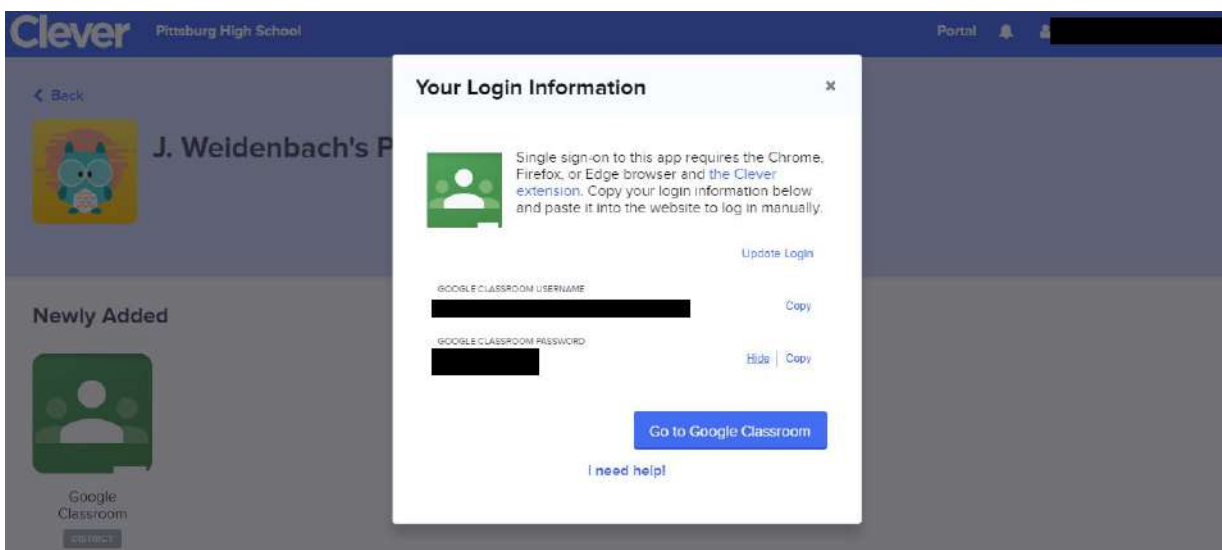 Clever Pittsburg High School Portal
Back
J. Weidenbach's P
Newly Added
Google
Classroom
DISTRICT
Your Login Information ×
Single sign-on to this app requires the Chrome,
Firefox, or Edge browser and the Clever
extension. Copy your login information below
and paste it into the website to log in manually.
Update Login
GOOGLE CLASSROOM USERNAME
Copy
GOOGLE CLASSROOM PASSWORD
Hide | Copy
Go to Google Classroom
I need help!